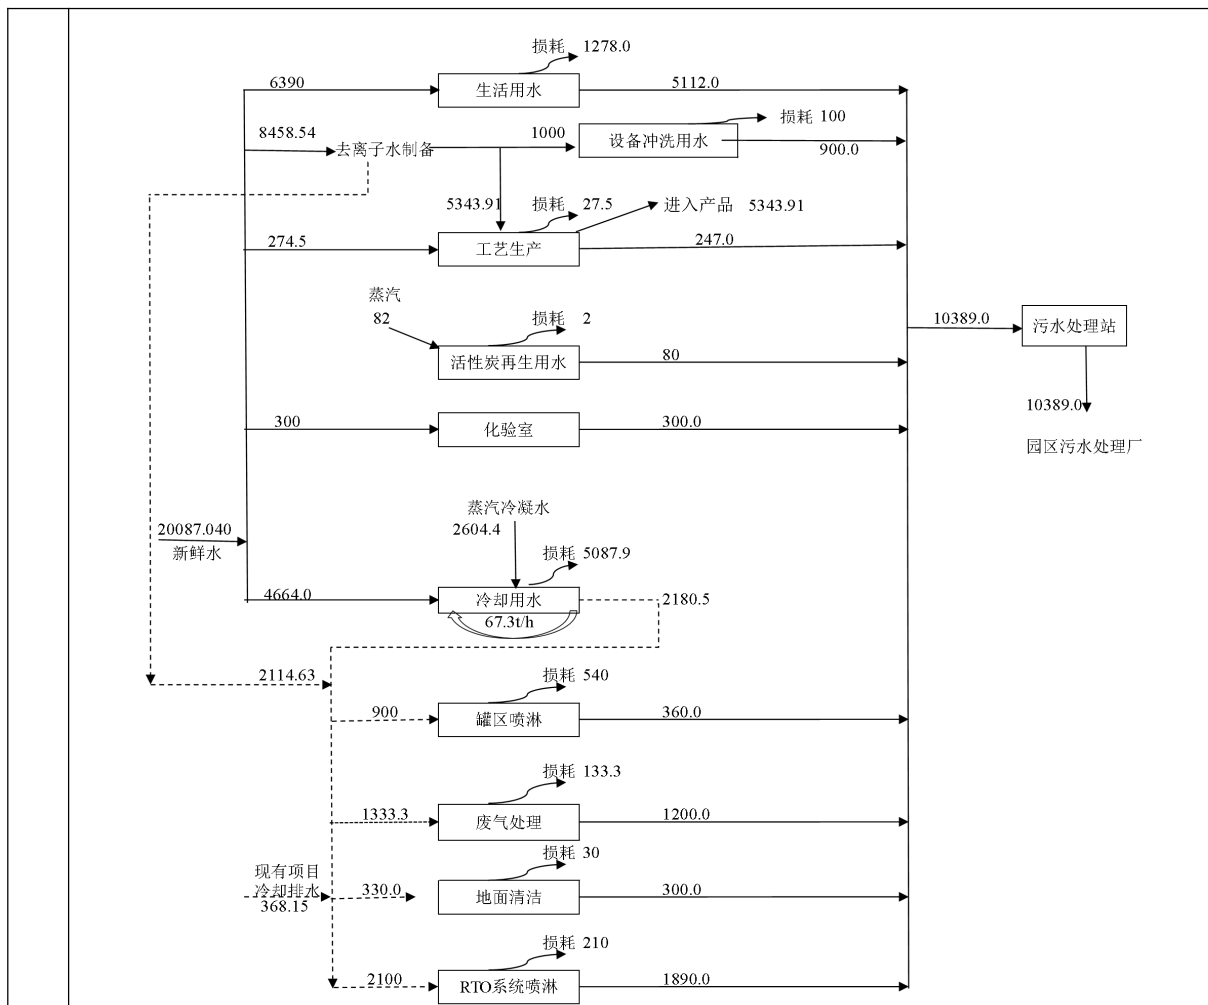 损耗 1278.0
6390
生活用水
5112.0
8458.54
去离子水制备
1000
设备冲洗用水
损耗 100
900.0
5343.91
损耗 27.5
进入产品 5343.91
274.5
工艺生产
247.0
蒸汽
82
损耗 2
活性炭再生用水
80
10389.0
污水处理站
10389.0
园区污水处理厂
300
化验室
300.0
蒸汽冷凝水
2604.4
20087.040
新鲜水
损耗 5087.9
4664.0
冷却用水
2180.5
67.3t/h
2114.63
损耗 540
900
罐区喷淋
360.0
损耗 133.3
1333.3
废气处理
1200.0
现有项目
冷却排水
368.15
损耗 30
330.0
地面清洁
300.0
损耗 210
2100
RTO系统喷淋
1890.0